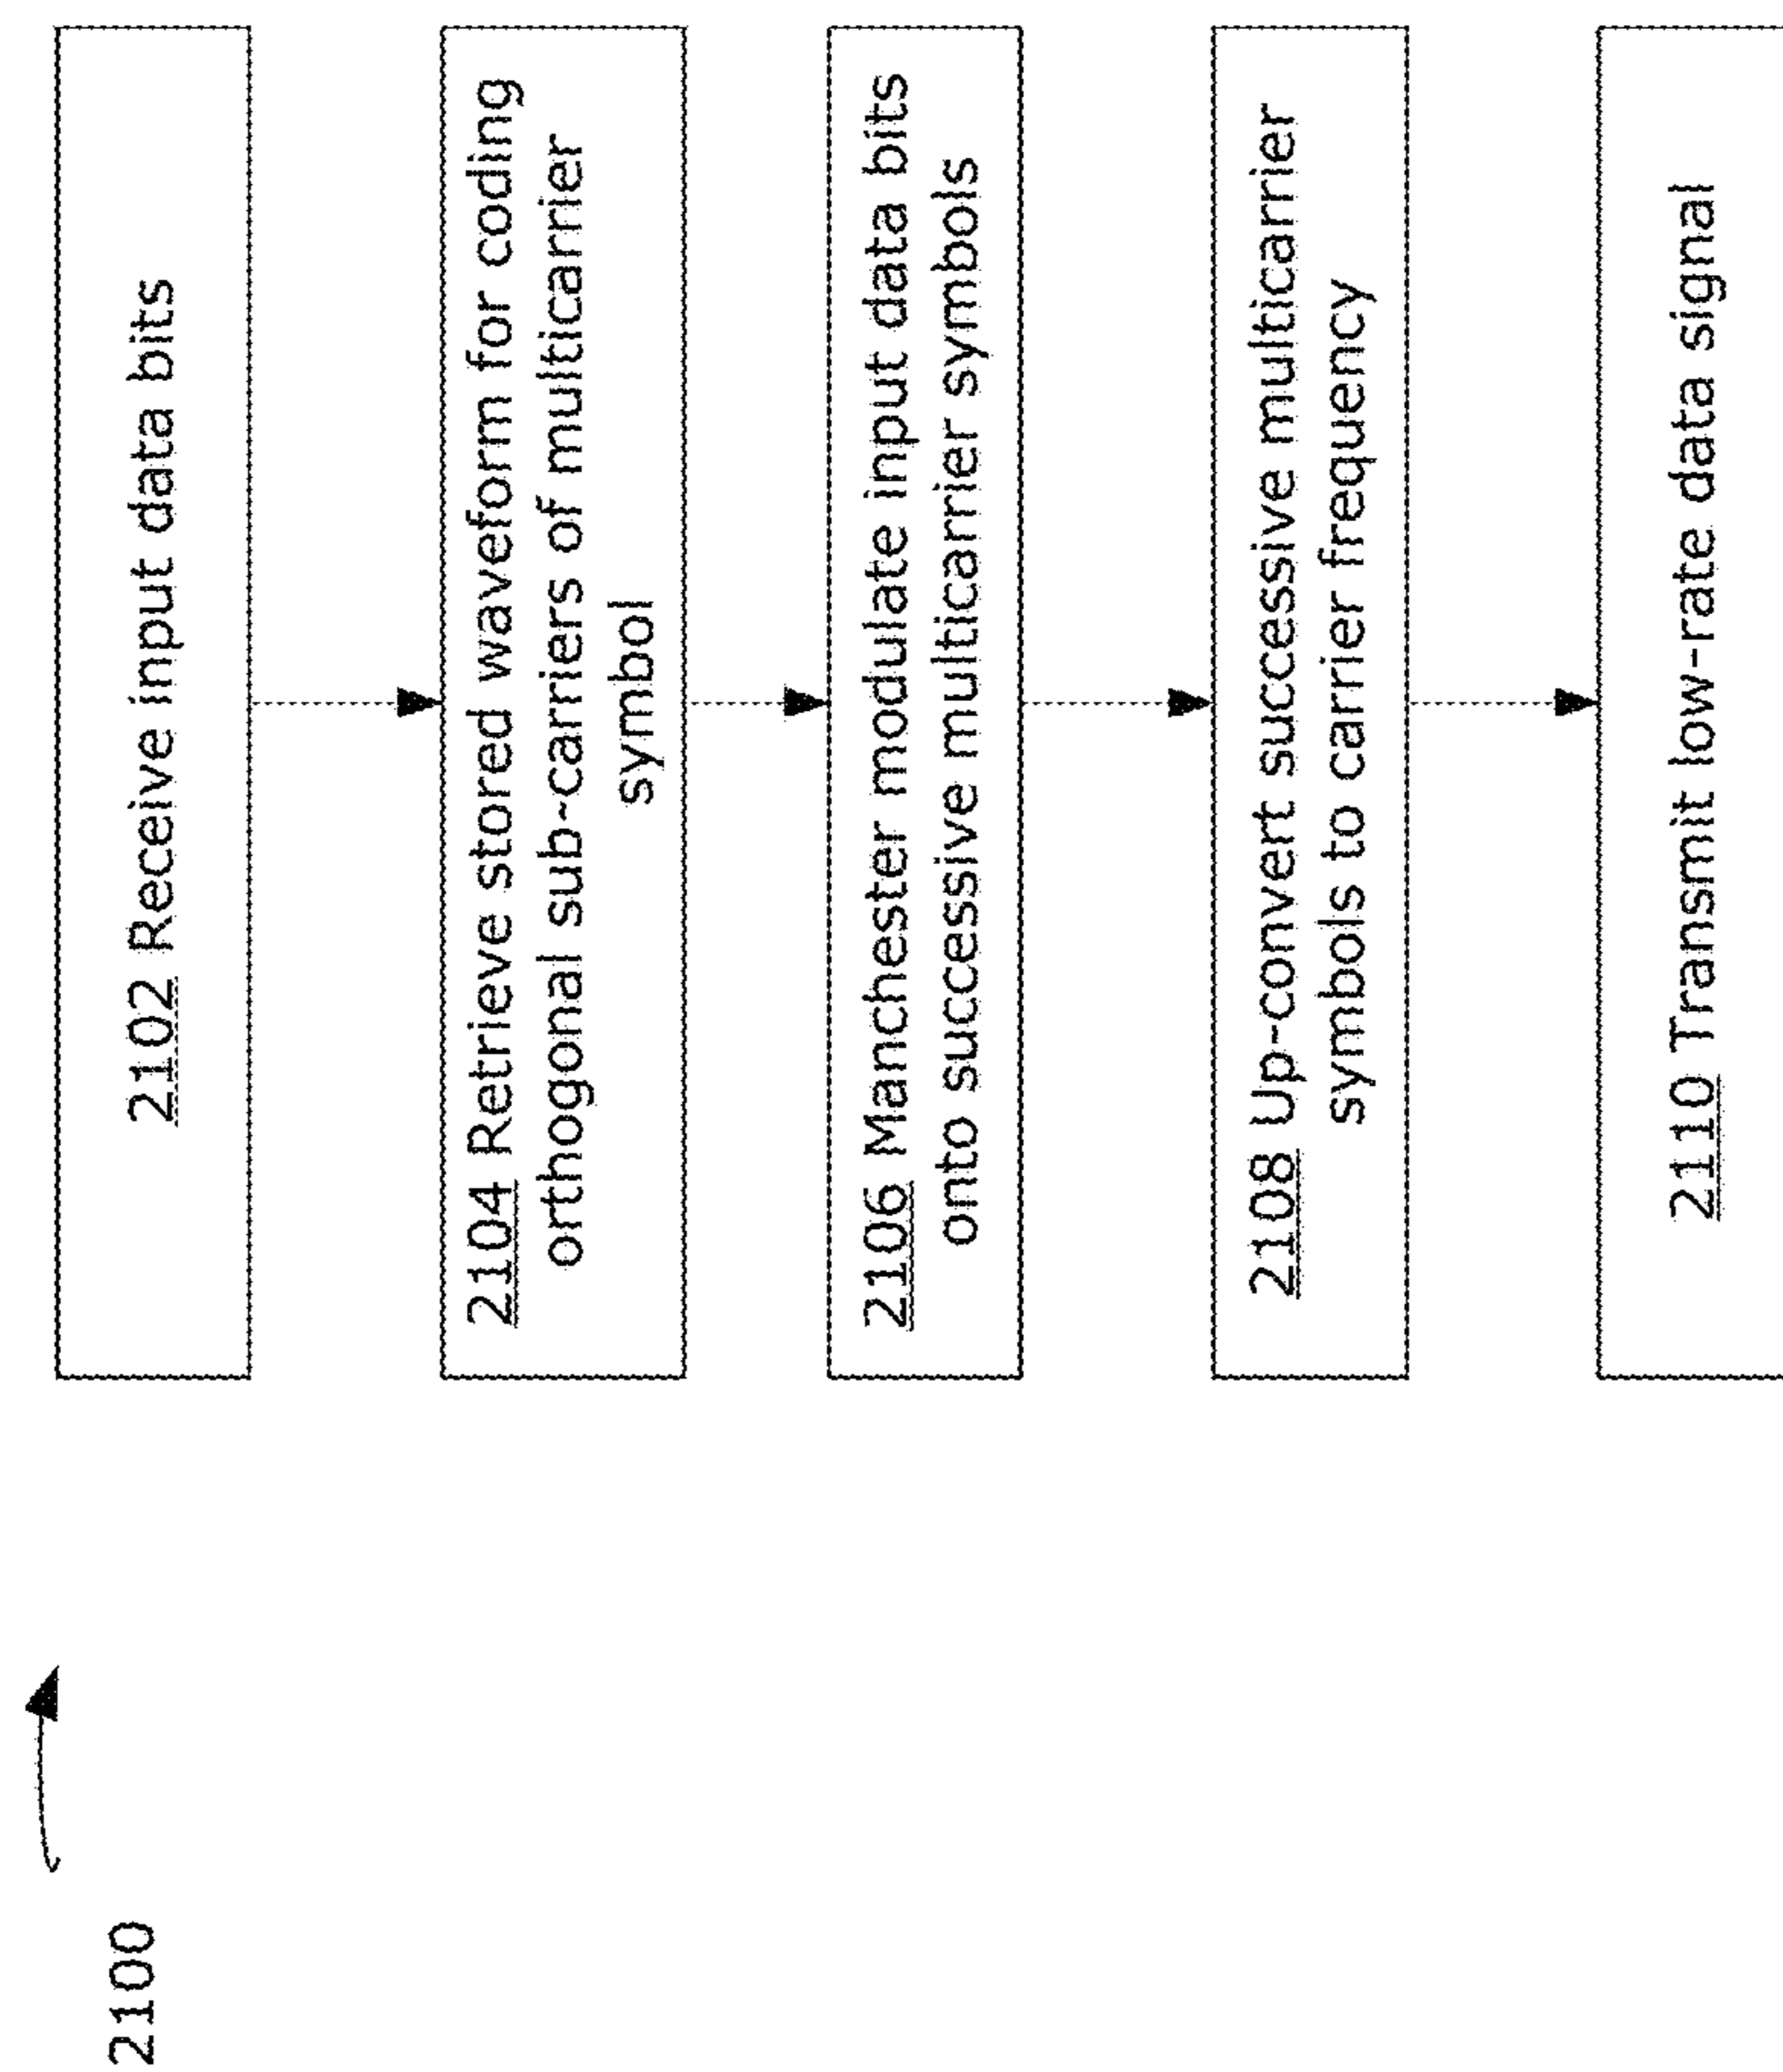 2100
2102 Receive input data bits
2104 Retrieve stored waveform for coding
orthogonal sub-carriers of multicarrier
symbol
2106 Manchester modulate input data bits
onto successive multicarrier symbols
2108 Up-convert successive multicarrier
symbols to carrier frequency
2110 Transmit low-rate data signal